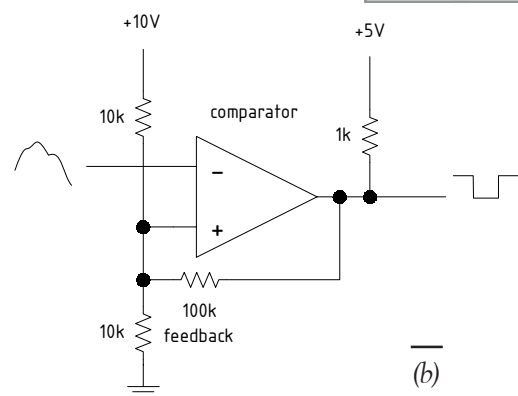 +10V
+5V
10k
comparator
1k
−
+
100k
10k
feedback
(b)